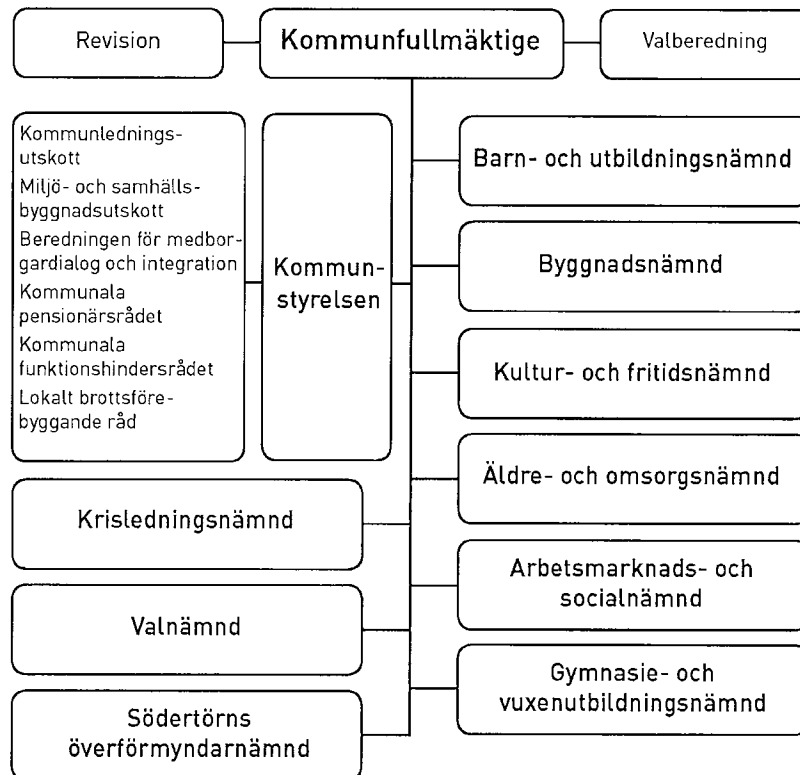 Revision
Kommunfullmäktige
Valberedning
Kommunlednings-
utskott
Miljö- och samhälls-
byggnadsutskott
Beredningen för medbor-
gardialog och integration
Kommunala
pensionärsrådet
Kommunala
funktionshindersrådet
Lokalt brottsföre-
byggande råd
Kommun-
styrelsen
Krisledningsnämnd
Valnämnd
Södertörns
överförmyndarnämnd
Barn- och utbildningsnämnd
Byggnadsnämnd
Kultur- och fritidsnämnd
Äldre- och omsorgsnämnd
Arbetsmarknads- och
socialnämnd
Gymnasie- och
vuxenutbildningsnämnd